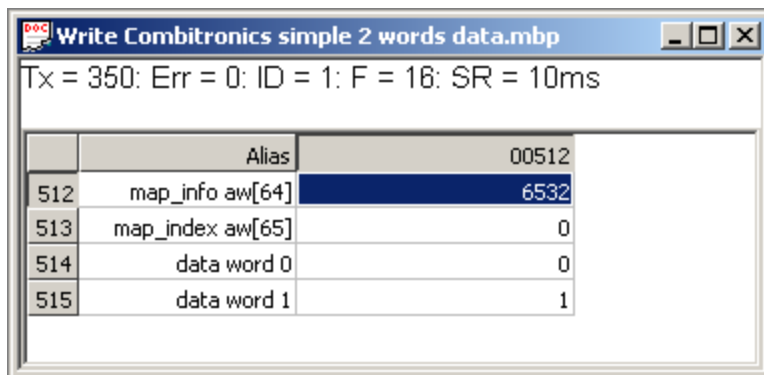 DOC Write Combitronics simple 2 words data.mbp
Tx = 350: Err = 0: ID = 1: F = 16: SR = 10ms
Alias 00512
512 map_info aw[64] 6532
513 map_index aw[65] 0
514 data word 0 0
515 data word 1 1